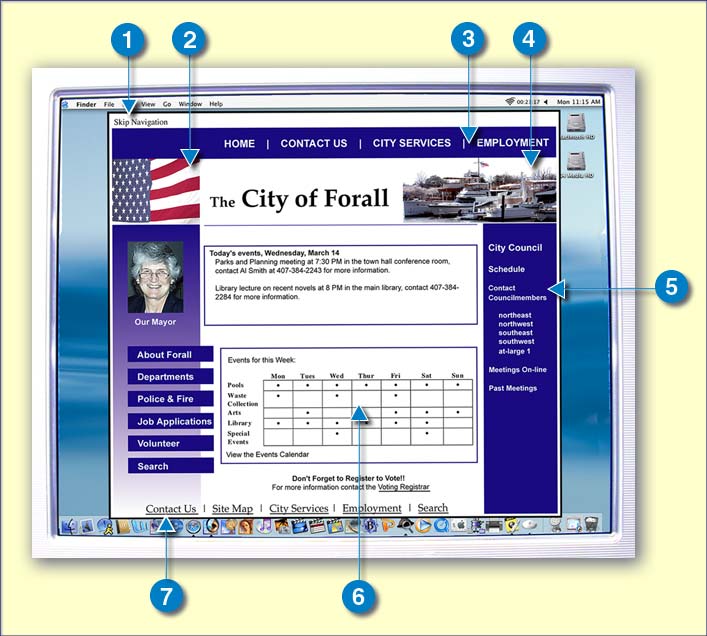 1
2
3
4
Finder File View Go Window Help
00:23:17 Mon 11:15 AM
Skip Navigation
HOME | CONTACT US | CITY SERVICES | EMPLOYMENT
The City of Forall
Our Mayor
Today's events, Wednesday, March 14
Parks and Planning meeting at 7:30 PM in the town hall conference room,
contact Al Smith at 407-384-2243 for more information.
Library lecture on recent novels at 8 PM in the main library, contact 407-384-
2284 for more information.
City Council
Schedule
Contact
Councilmembers
northeast
northwest
southeast
southwest
at-large 1
Meetings On-line
Past Meetings
5
About Forall
Departments
Police & Fire
Job Applications
Volunteer
Search
Events for this Week:
Mon Tues Wed Thur Fri Sat Sun
Pools
Waste
Collection
Arts
Library
Special
Events
View the Events Calendar
Don't Forget to Register to Vote!!
For more information contact the Voting Registrar
Contact Us | Site Map | City Services | Employment | Search
7
6